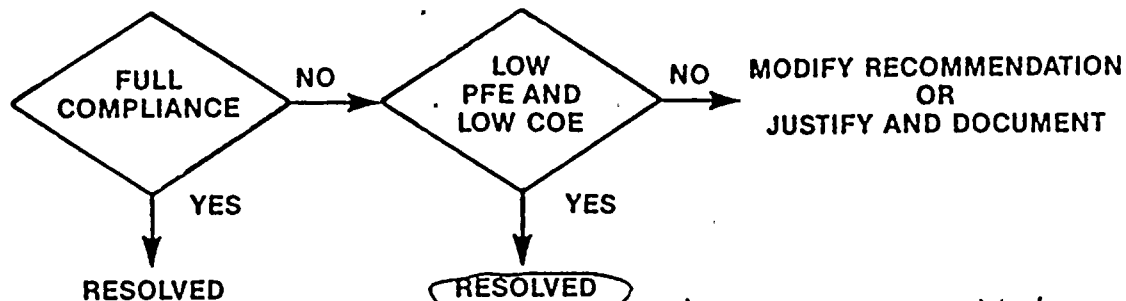 FULL
COMPLIANCE
NO
LOW
PFE AND
LOW COE
NO
MODIFY RECOMMENDATION
OR
JUSTIFY AND DOCUMENT
YES
YES
RESOLVED
RESOLVED